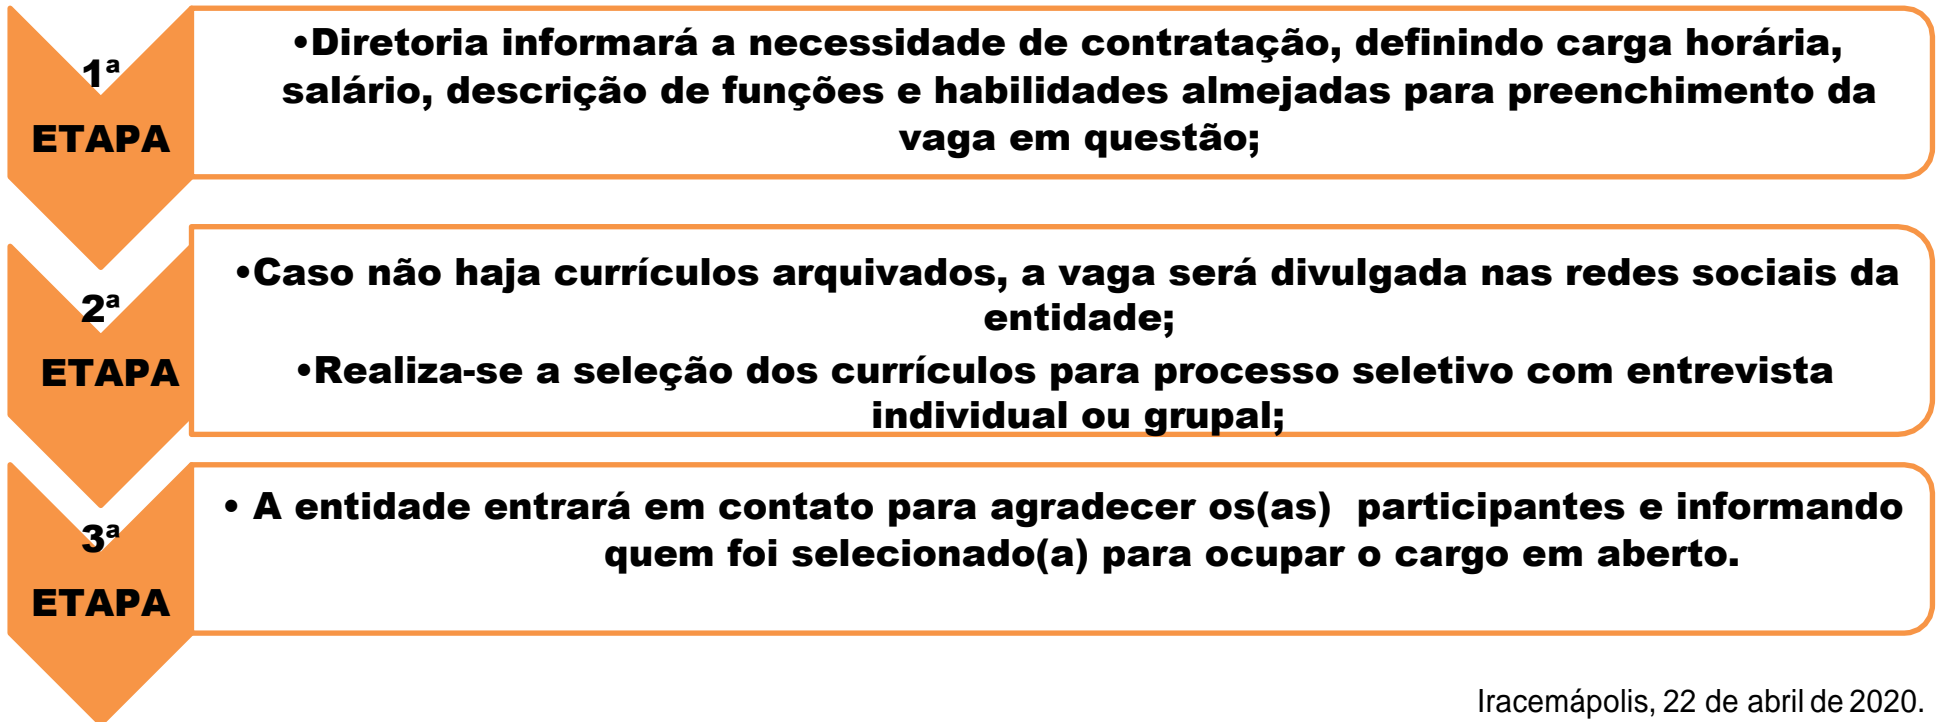 1ª
ETAPA
•Diretoria informará a necessidade de contratação, definindo carga horária,
salário, descrição de funções e habilidades almejadas para preenchimento da
vaga em questão;
2ª
ETAPA
•Caso não haja currículos arquivados, a vaga será divulgada nas redes sociais da
entidade;
•Realiza-se a seleção dos currículos para processo seletivo com entrevista
individual ou grupal;
3ª
ETAPA
• A entidade entrará em contato para agradecer os(as) participantes e informando
quem foi selecionado(a) para ocupar o cargo em aberto.
Iracemápolis, 22 de abril de 2020.